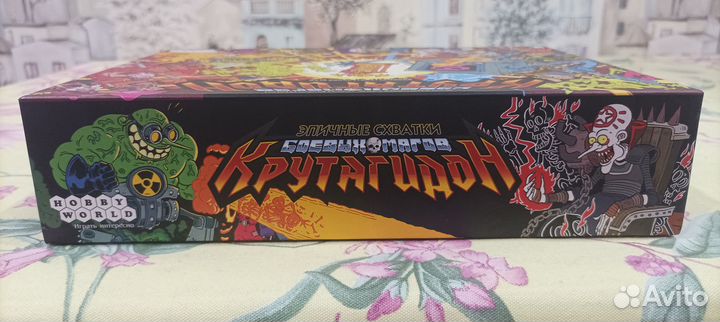 ЭПИЧНЫЕ СХВАТКИ
БОЕВЫХ МАГОВ
КРУТАГИДОН
HOBBY
WORLD
Играть интересно
Avito